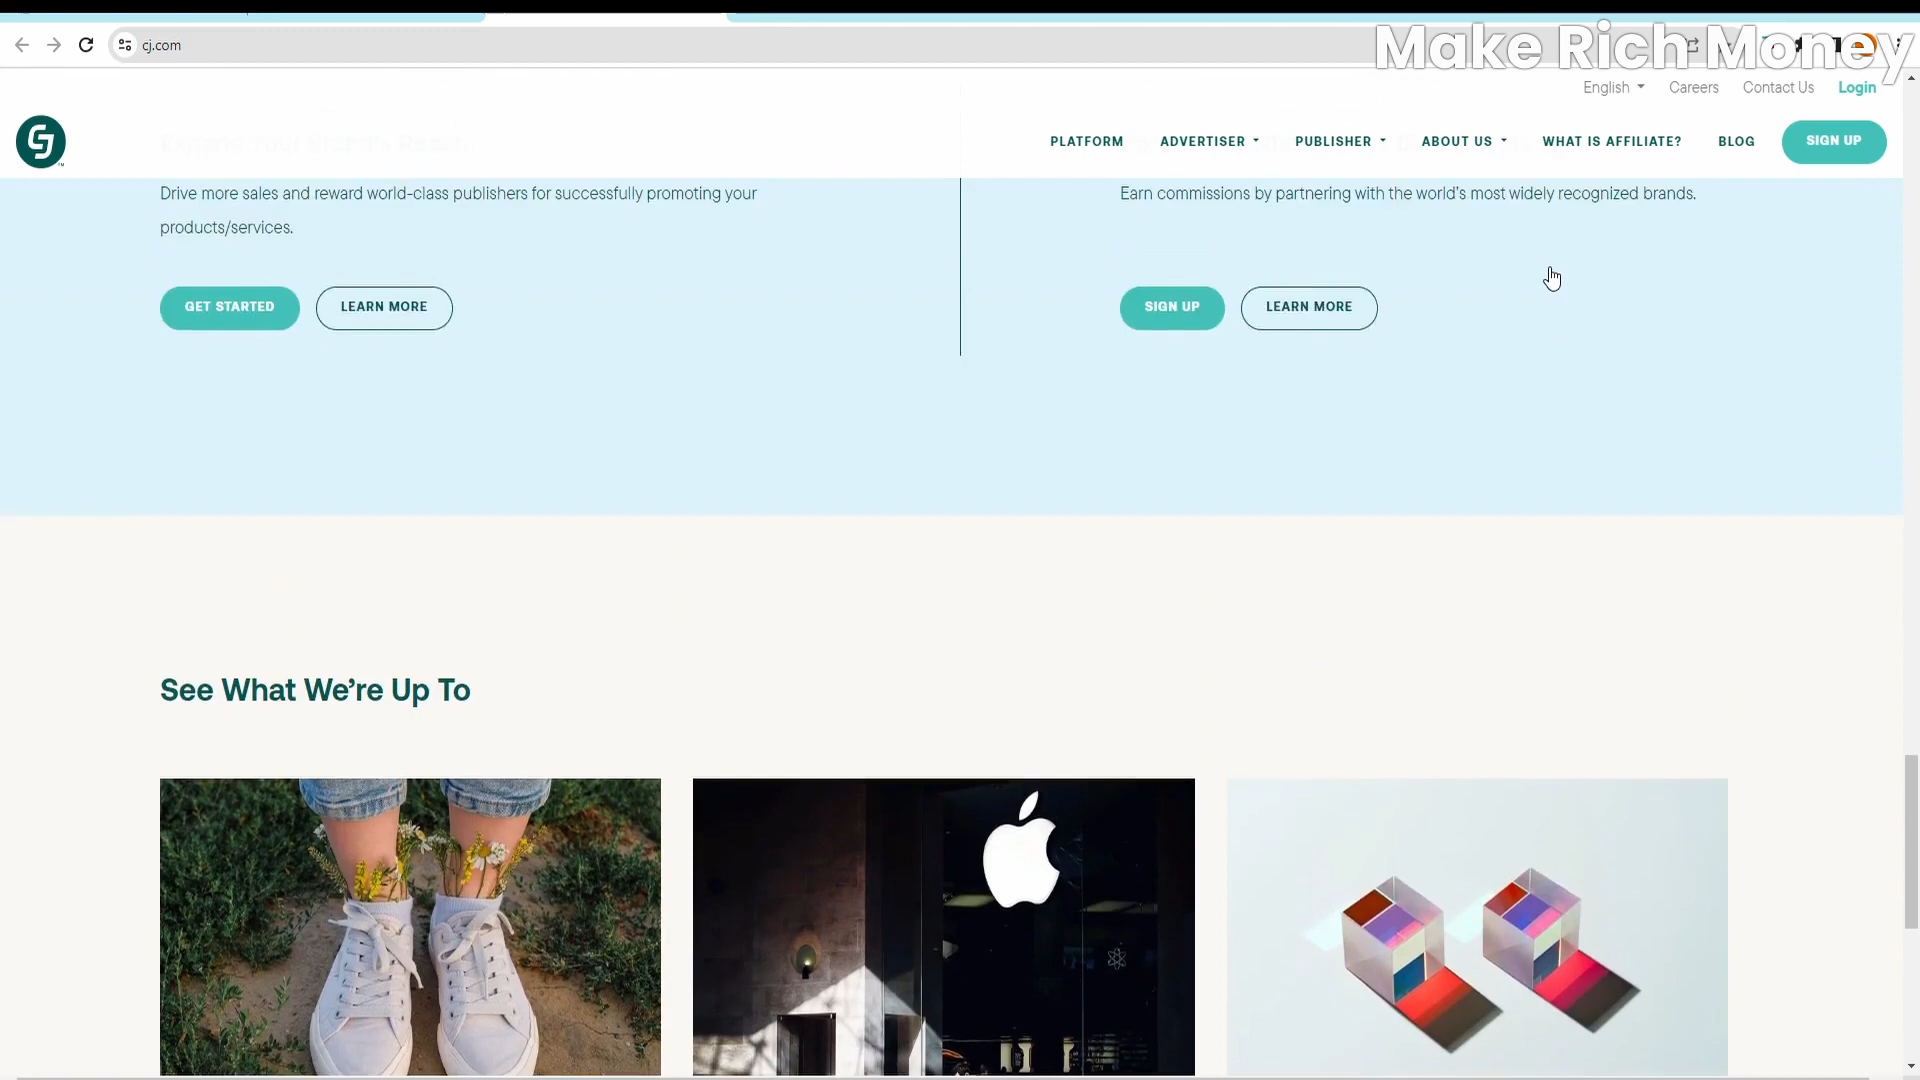 cj.com
Make Rich Money
English
Careers
Contact Us
Login
CJ
PLATFORM
ADVERTISER
PUBLISHER
ABOUT US
WHAT IS AFFILIATE?
BLOG
SIGN UP
Drive more sales and reward world-class publishers for successfully promoting your
products/services.
GET STARTED
LEARN MORE
Earn commissions by partnering with the world's most widely recognized brands.
SIGN UP
LEARN MORE
See What We’re Up To